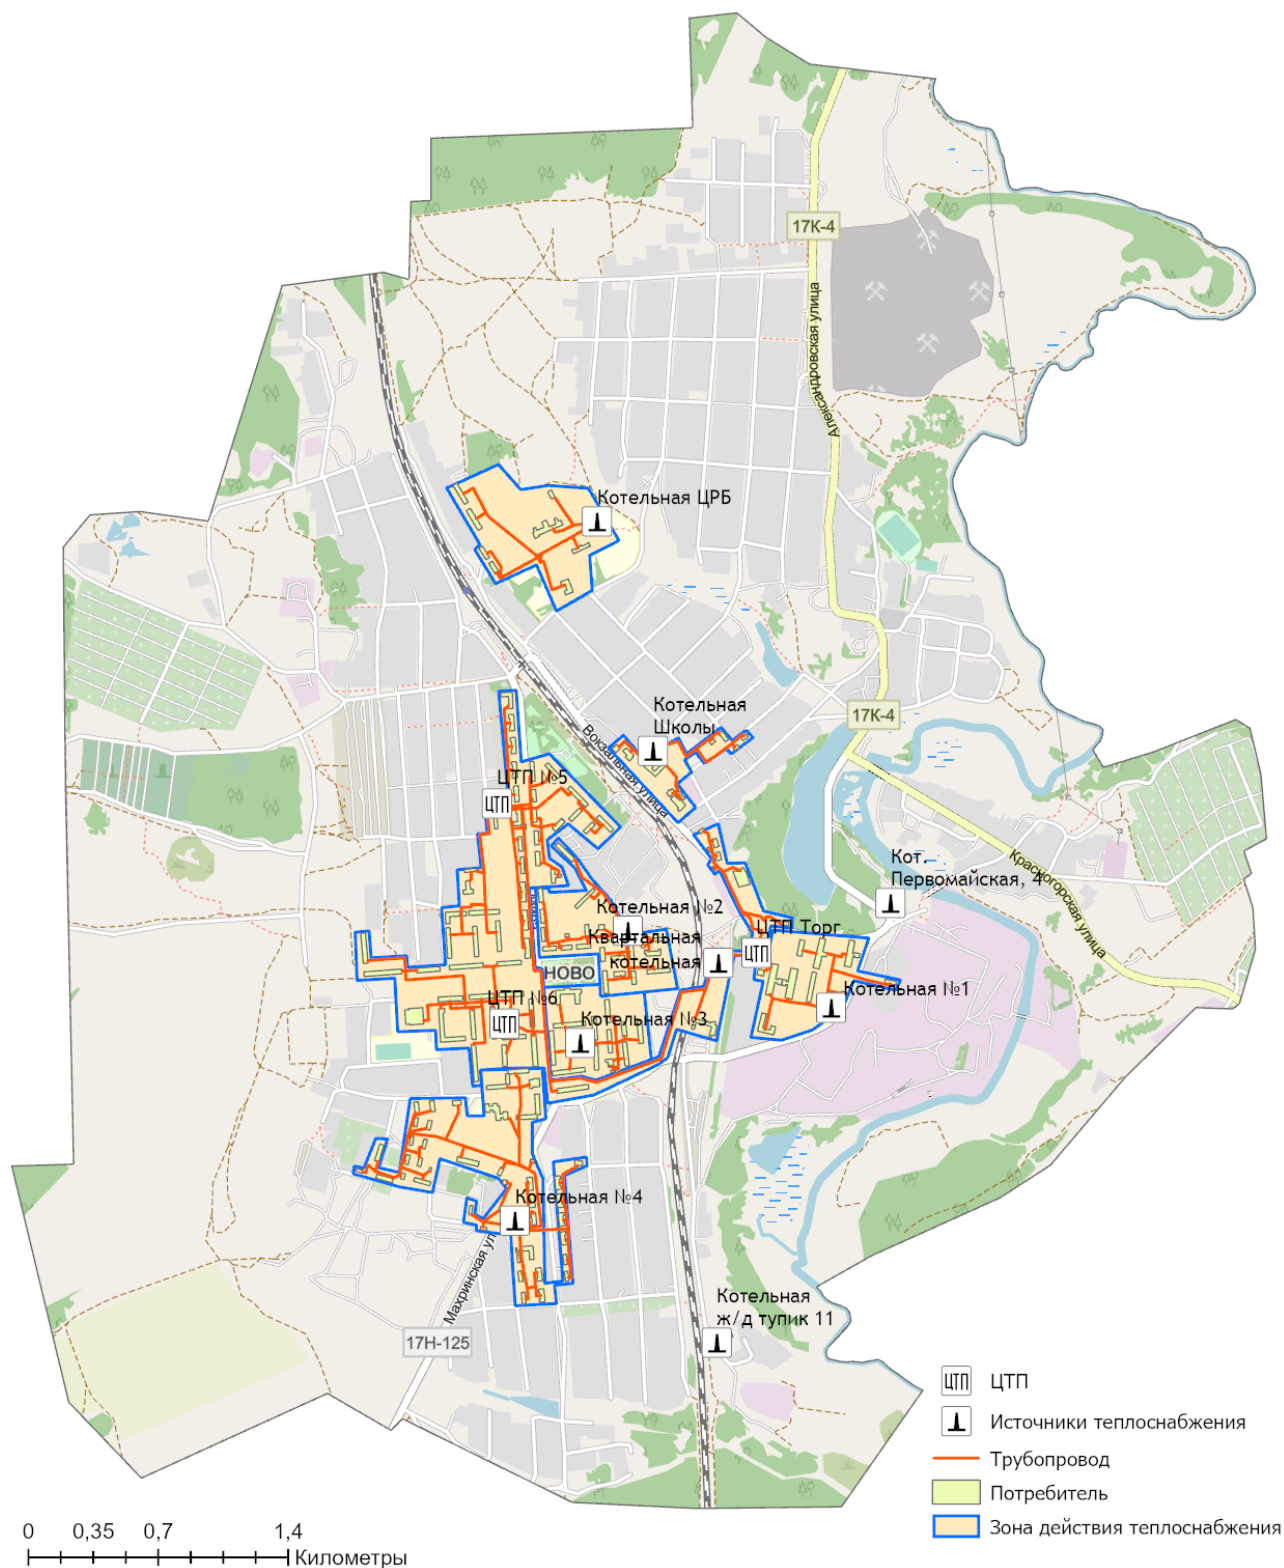 17К-4
Александровская улица
Котельная ЦРБ
Котельная
Школы
17К-4
Вокзальная улица
ЦТП №5
ЦТП
Кот.
Первомайская, 4
Красногорская улица
Котельная №2
Квартальная
котельная
ЦТП Торг
ЦТП
НОВО
Котельная №1
ЦТП №6
ЦТП
Котельная №3
Котельная №4
Махринская ул
17Н-125
Котельная
ж/д тупик 11
ЦТП ЦТП
Источники теплоснабжения
Трубопровод
Потребитель
Зона действия теплоснабжения
0 0,35 0,7 1,4
Километры